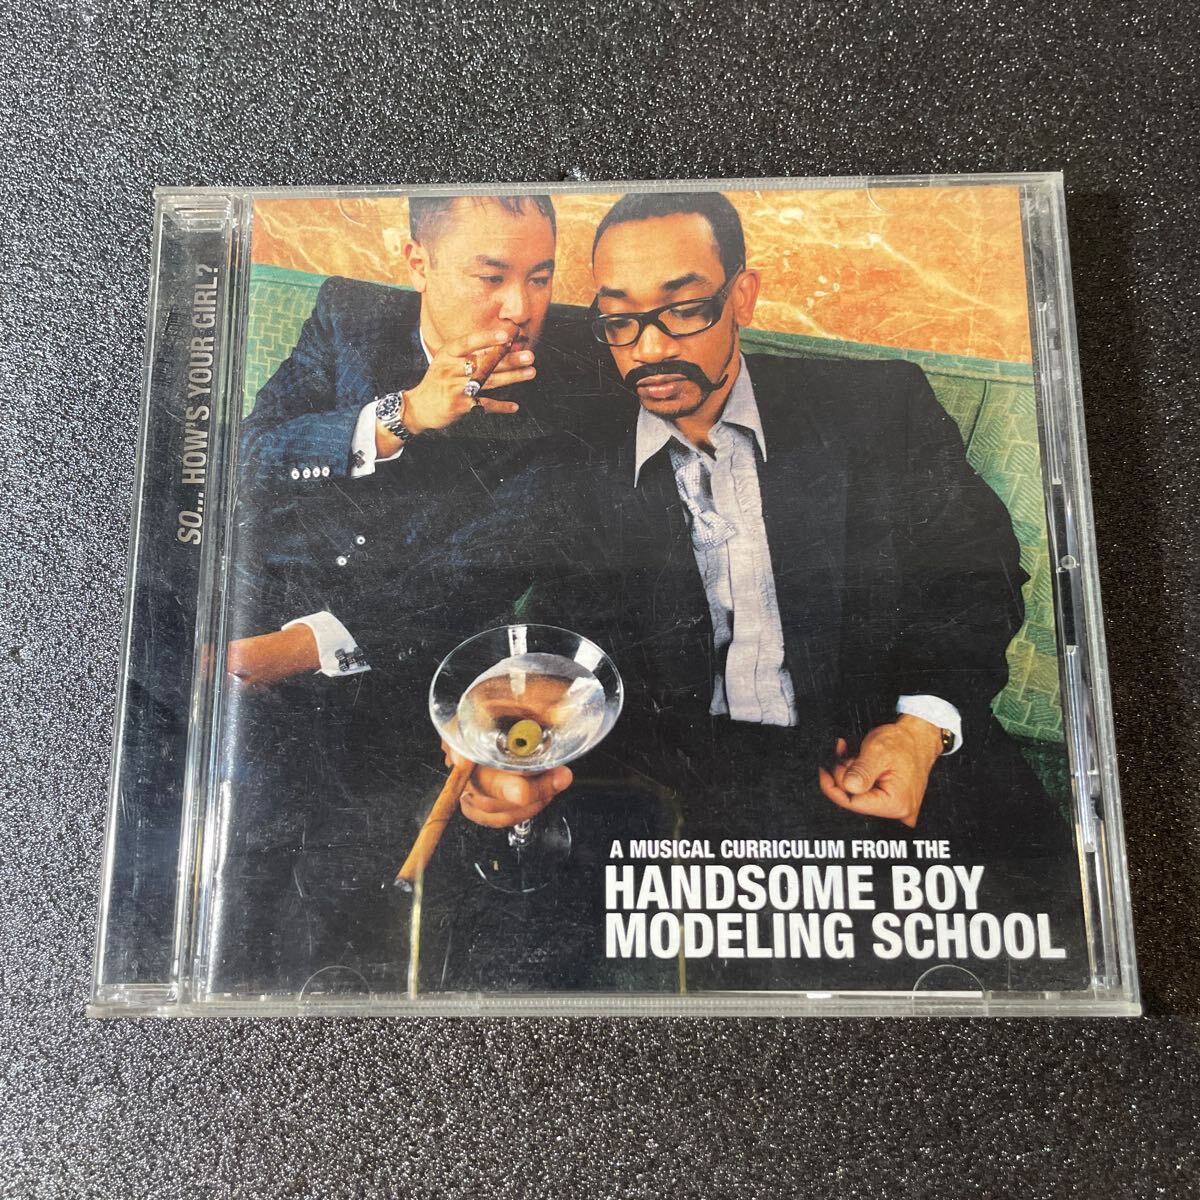 SO... HOW'S YOUR GIRL?
A MUSICAL CURRICULUM FROM THE
HANDSOME BOY
MODELING SCHOOL